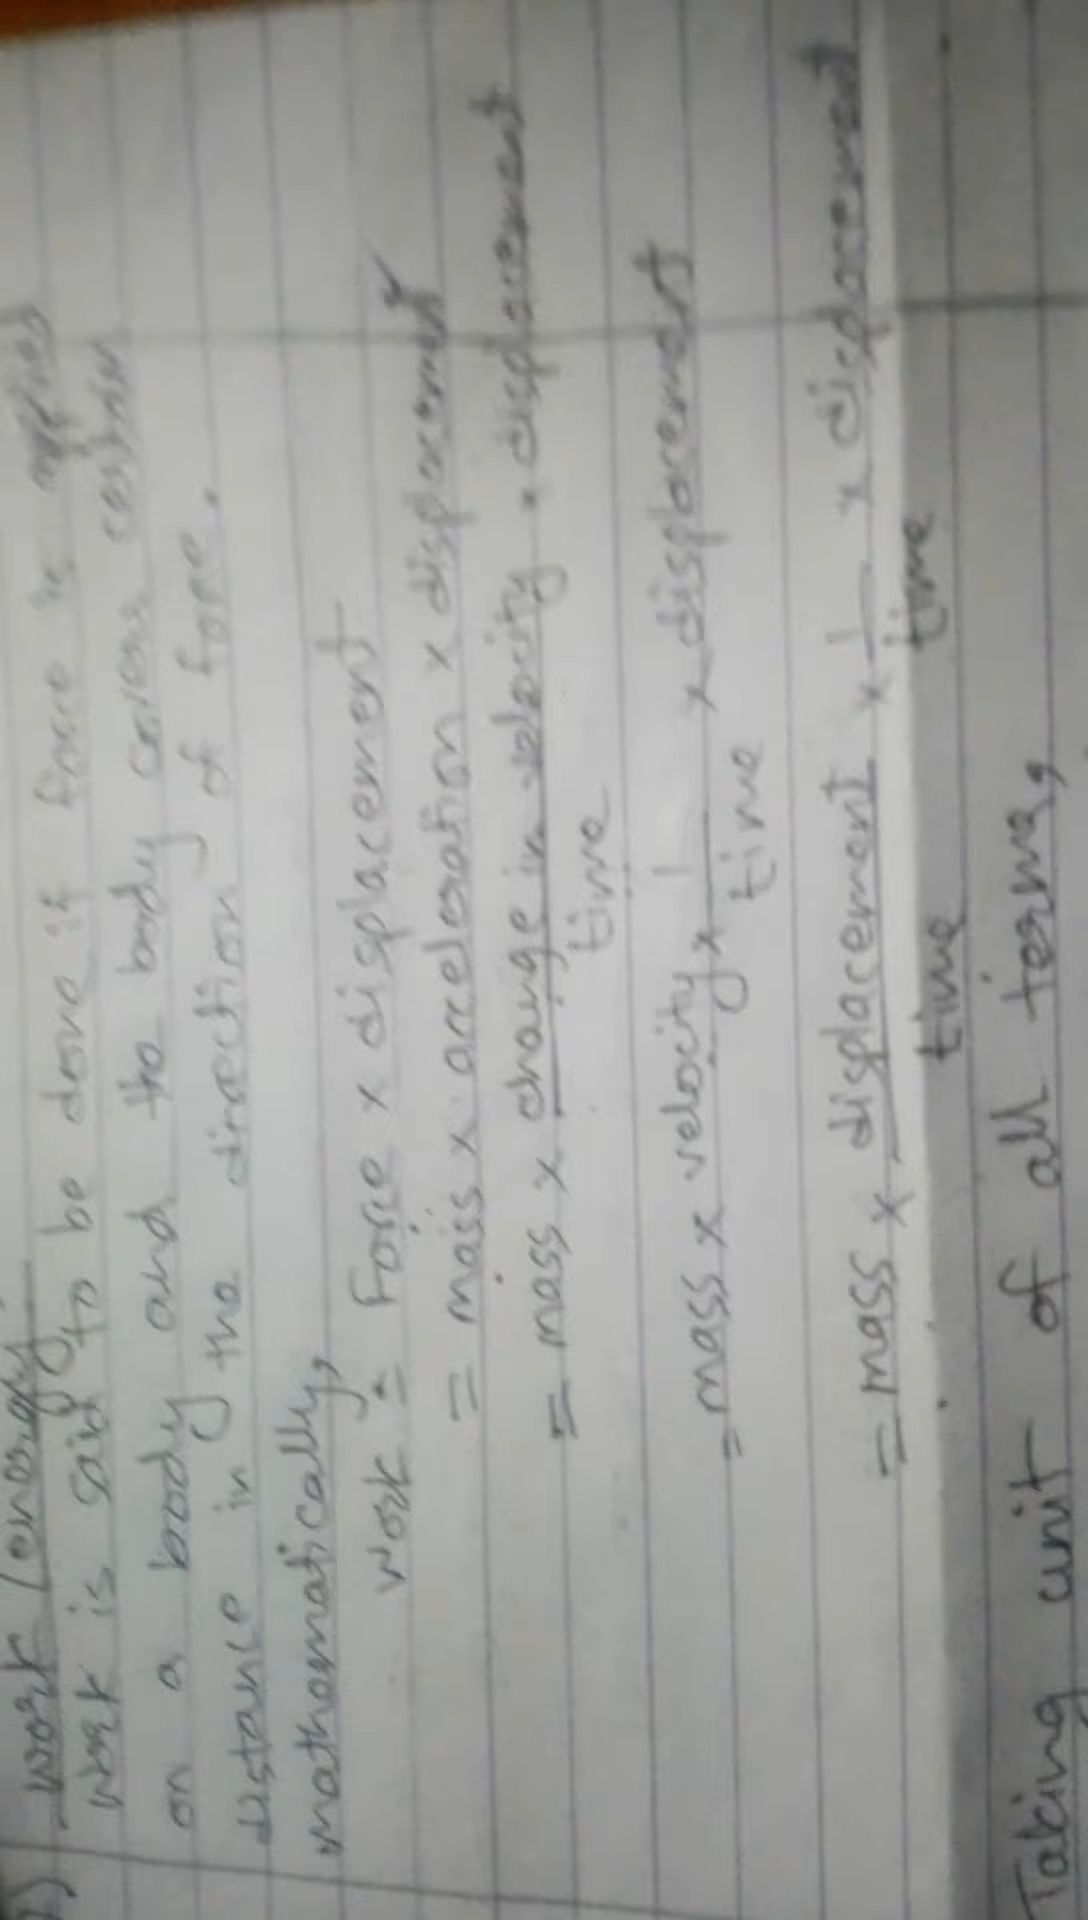 Work (energy)
Work is said to be done if force is applied
on a body and the body covers certain
distance in the direction of force.
mathematically,
Work = Force x displacement
= mass x acceleration x displacement
= mass x change in velocity x displacement
time
= mass x velocity x 1 x displacement
time
= mass x displacement x 1 x displacement
time time
Taking unit of all terms,